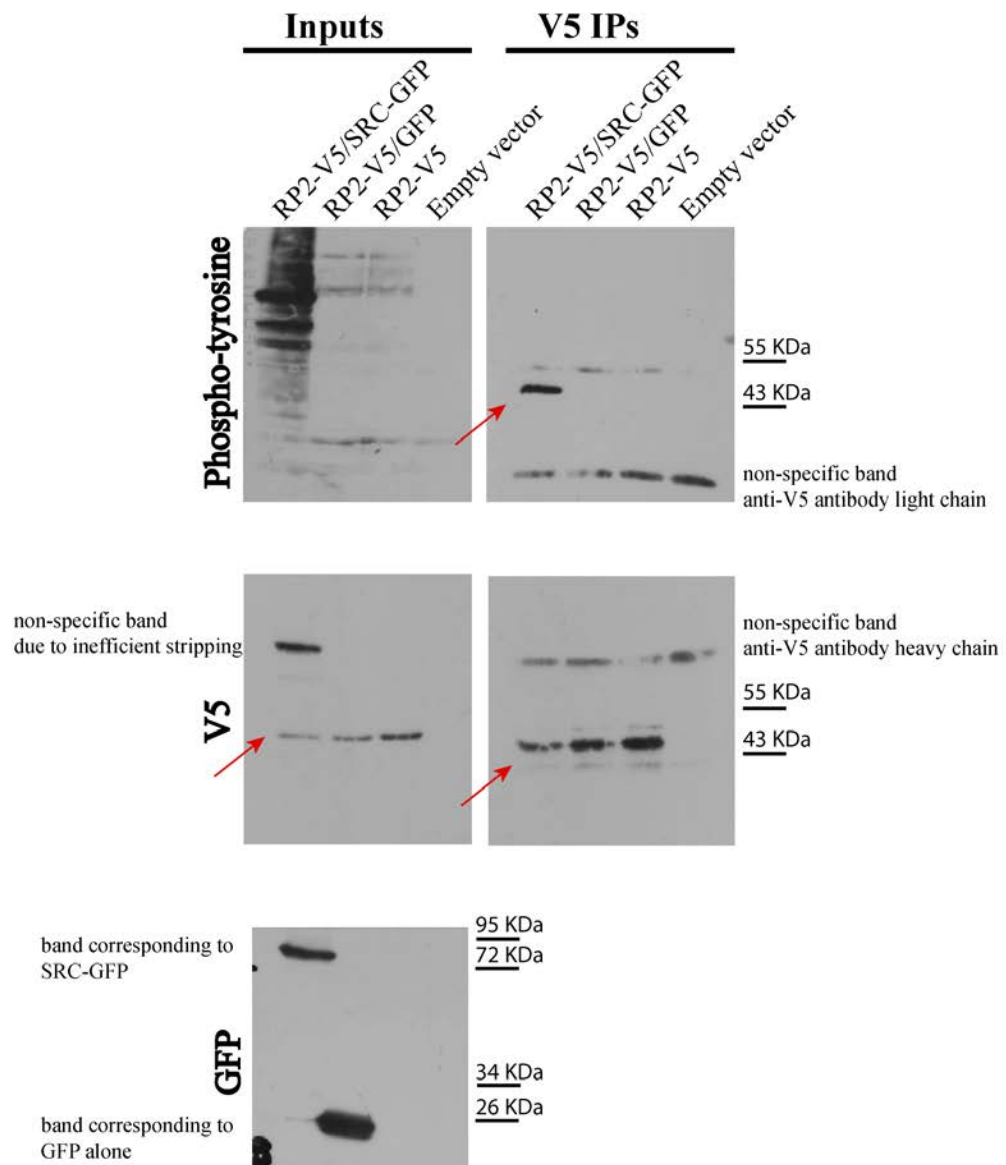 Inputs
V5 IPs
RP2-V5/SRC-GFP
RP2-V5/GFP
RP2-V5
Empty vector
RP2-V5/SRC-GFP
RP2-V5/GFP
RP2-V5
Empty vector
Phospho-tyrosine
55 KDa
43 KDa
non-specific band
anti-V5 antibody light chain
non-specific band
due to inefficient stripping
V5
non-specific band
anti-V5 antibody heavy chain
55 KDa
43 KDa
band corresponding to
SRC-GFP
95 KDa
72 KDa
GFP
34 KDa
26 KDa
band corresponding to
GFP alone